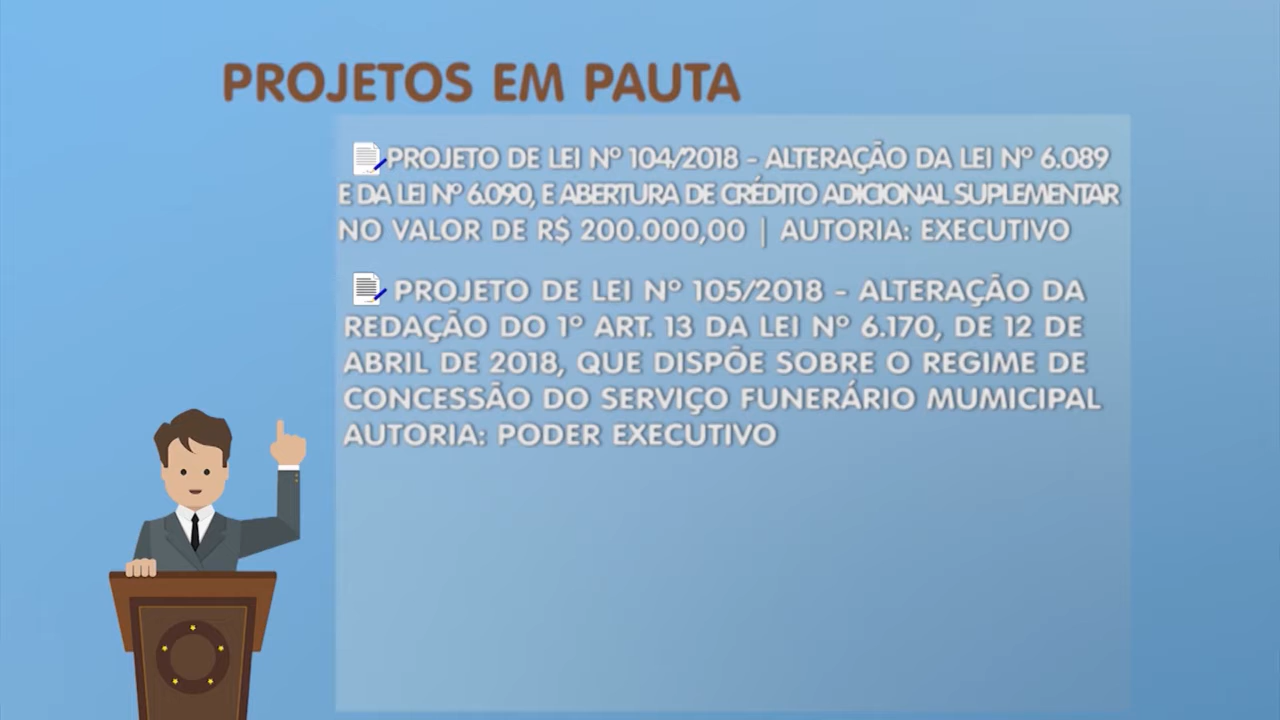 PROJETOS EM PAUTA
PROJETO DE LEI Nº 104/2018 - ALTERAÇÃO DA LEI Nº 6.089
E DA LEI Nº 6.090, E ABERTURA DE CRÉDITO ADICIONAL SUPLEMENTAR
NO VALOR DE R$ 200.000,00 | AUTORIA: EXECUTIVO
PROJETO DE LEI Nº 105/2018 - ALTERAÇÃO DA
REDAÇÃO DO 1º ART. 13 DA LEI Nº 6.170, DE 12 DE
ABRIL DE 2018, QUE DISPÕE SOBRE O REGIME DE
CONCESSÃO DO SERVIÇO FUNERÁRIO MUMICIPAL
AUTORIA: PODER EXECUTIVO